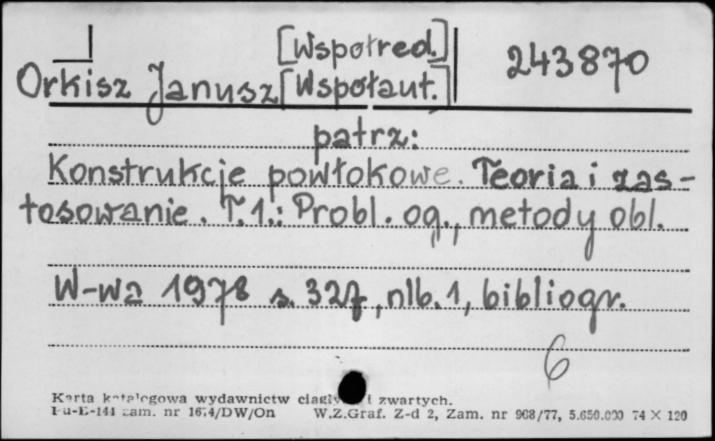 [Współred.]
243870
Orkisz Janusz [Współaut.]
patrz:
Konstrukcje powłokowe. Teoria i zas-
tosowanie. T.1.: Probl. og., metody obl.
W-wa 1978 s. 327, nlb. 1, bibliogr.
6
Karta katalogowa wydawnictw i zwartych.
zam. nr 1674/DW/On W.Z.Graf. Z-d 2, Zam. nr 968/77, 5.650.000 74 × 120